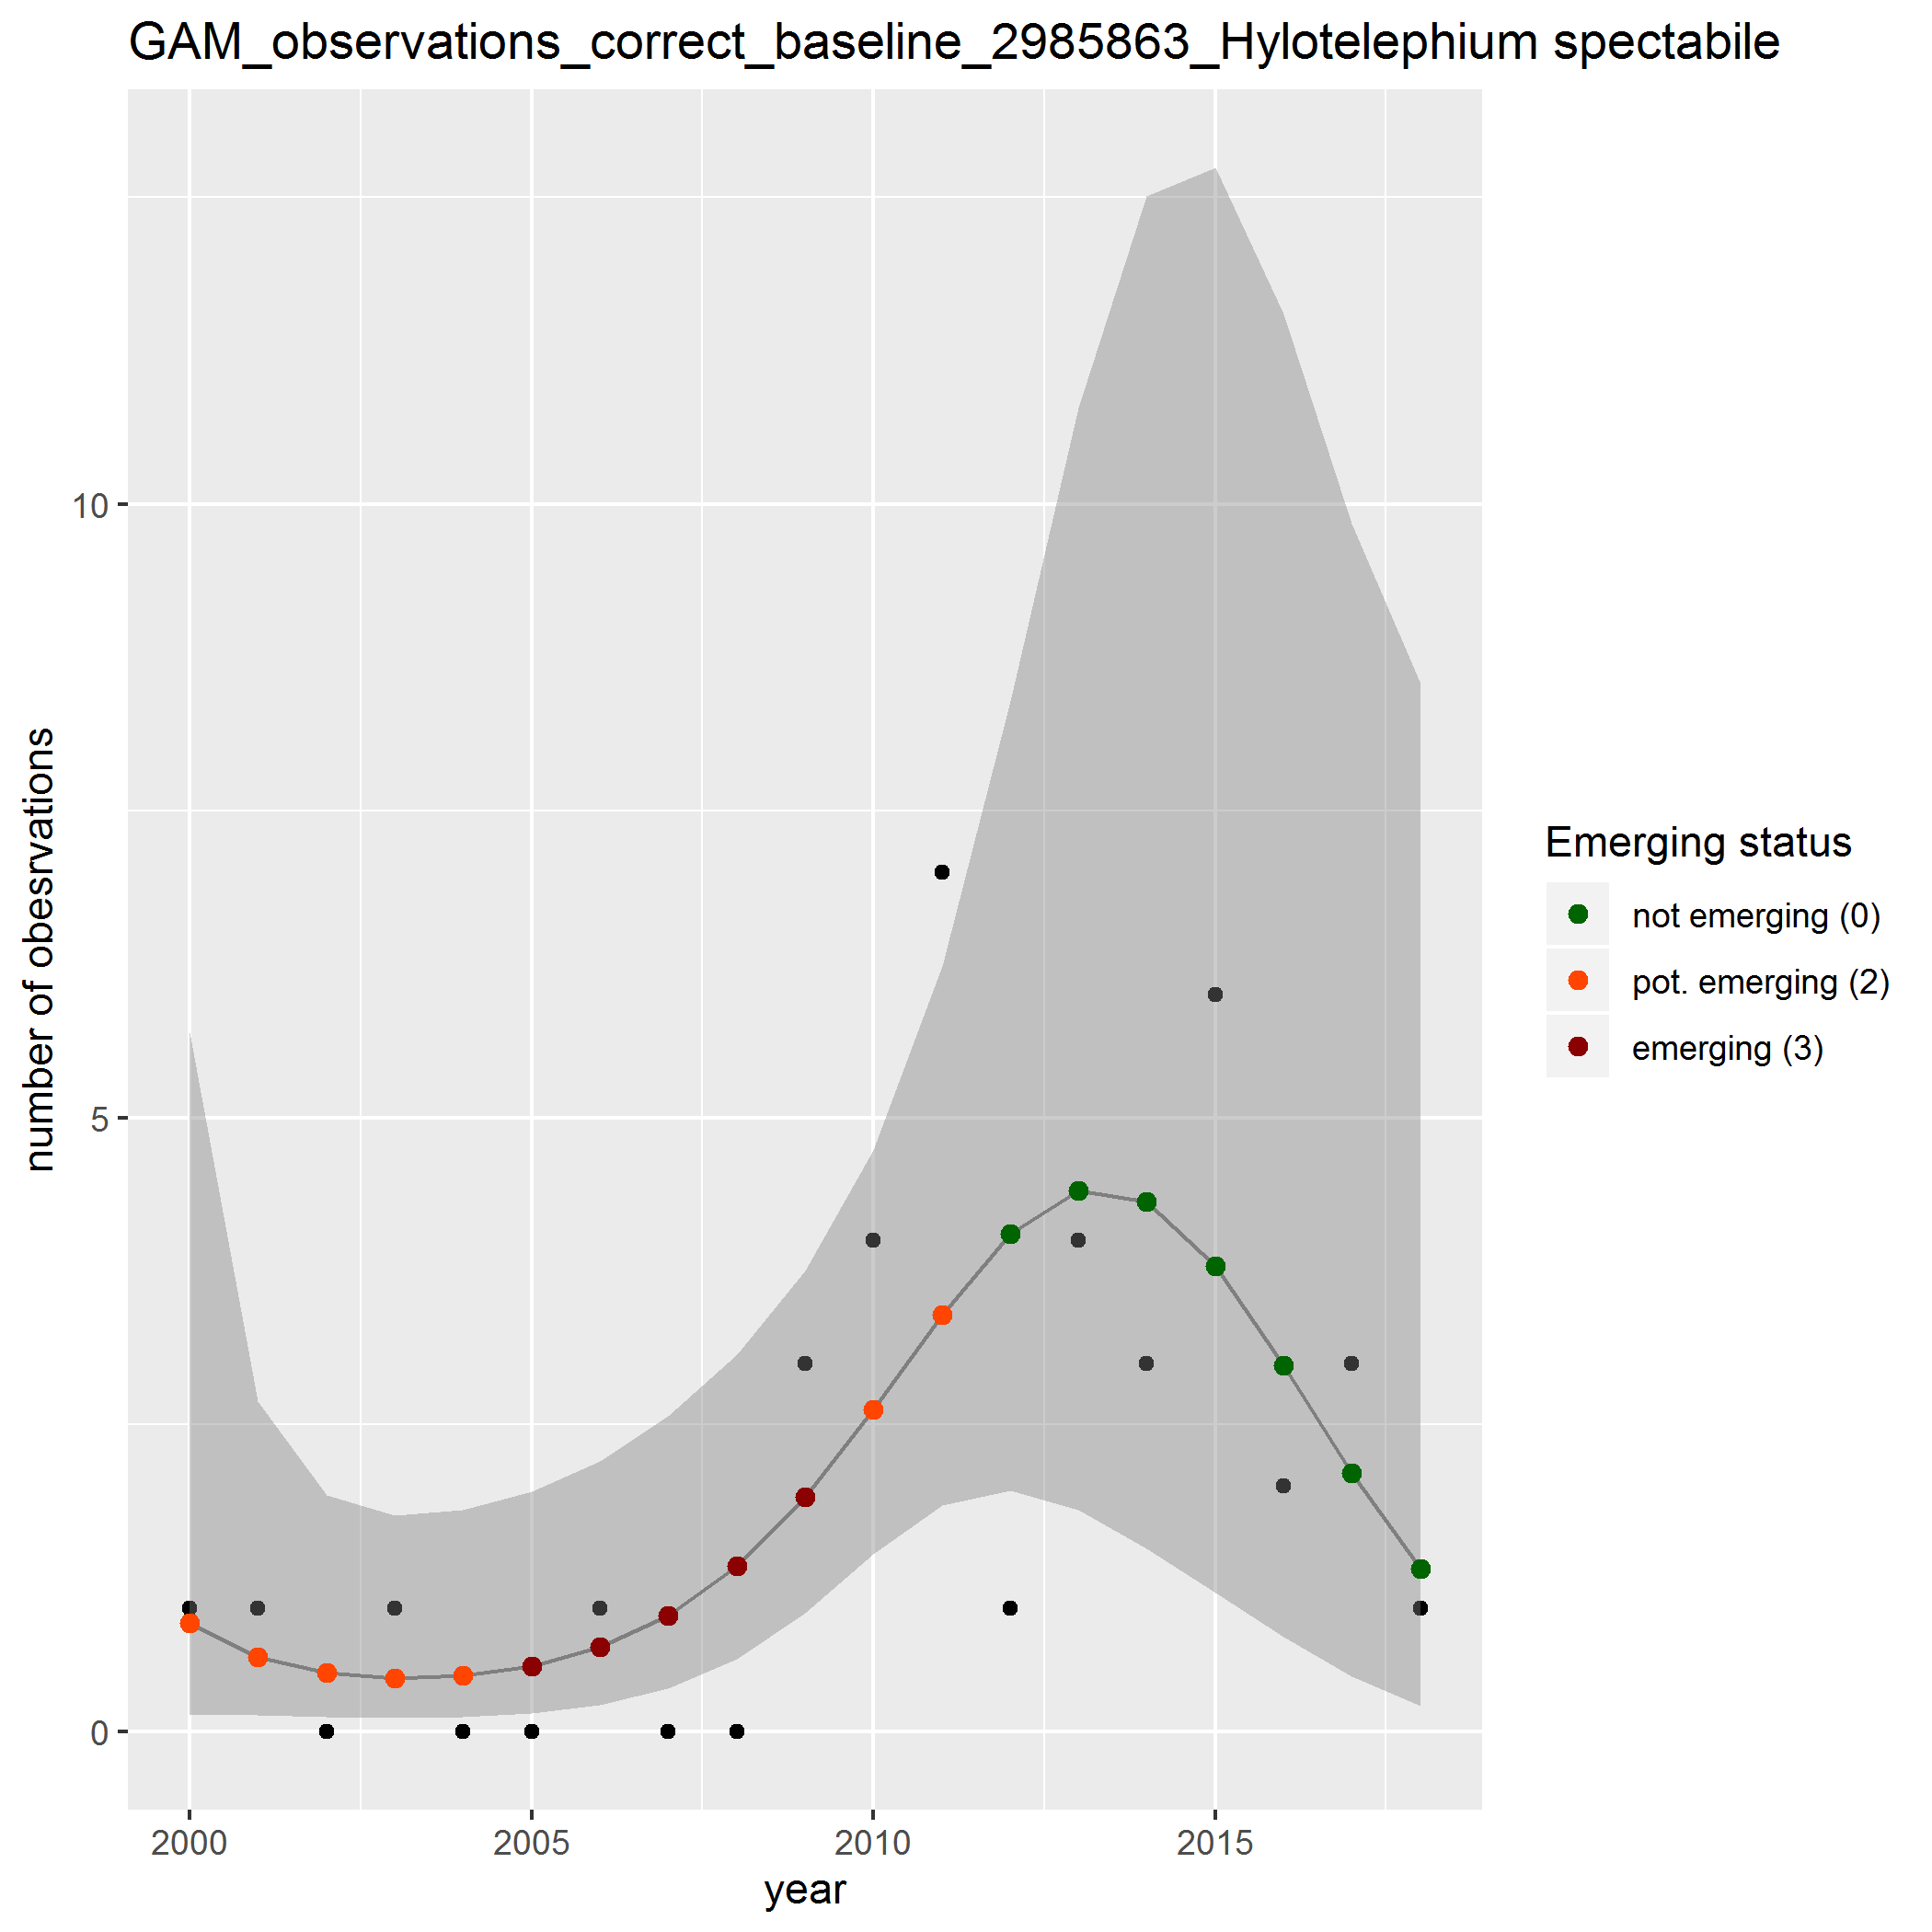 GAM_observations_correct_baseline_2985863_Hylotelephium spectabile
number of obesrvations
10
5
0
2000
2005
2010
2015
year
Emerging status
not emerging (0)
pot. emerging (2)
emerging (3)